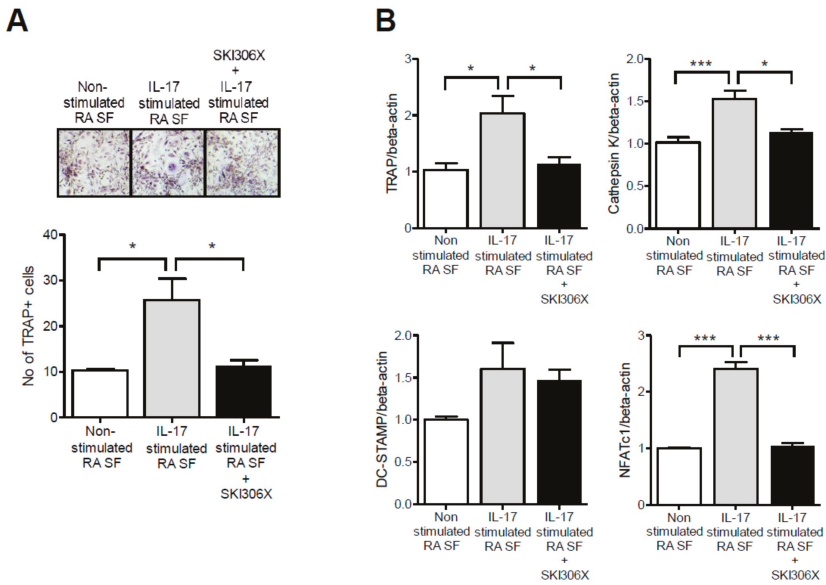 A
Non-
stimulated
RA SF
IL-17
stimulated
RA SF
SKI306X
+
IL-17
stimulated
RA SF
No of TRAP+ cells
40
30
20
10
0
*
*
Non-
stimulated
RA SF
IL-17
stimulated
RA SF
IL-17
stimulated
RA SF
+
SKI306X
B
TRAP/beta-actin
3
2
1
0
*
*
Non
stimulated
RA SF
IL-17
stimulated
RA SF
IL-17
stimulated
RA SF
+
SKI306X
Cathepsin K/beta-actin
2.0
1.5
1.0
0.5
0.0
***
*
Non
stimulated
RA SF
IL-17
stimulated
RA SF
IL-17
stimulated
RA SF
+
SKI306X
DC-STAMP/beta-actin
2.0
1.5
1.0
0.5
0.0
Non
stimulated
RA SF
IL-17
stimulated
RA SF
IL-17
stimulated
RA SF
+
SKI306X
NFATc1/beta-actin
3
2
1
0
***
***
Non
stimulated
RA SF
IL-17
stimulated
RA SF
IL-17
stimulated
RA SF
+
SKI306X